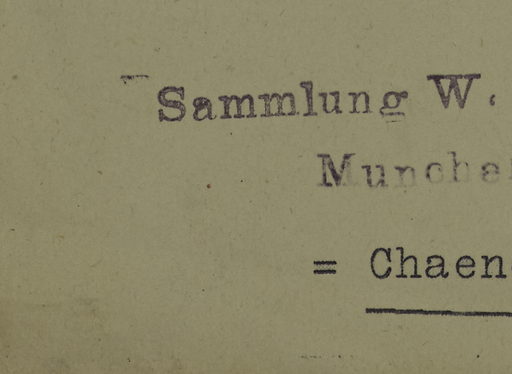 Sammlung W.
Munche
= Chaen